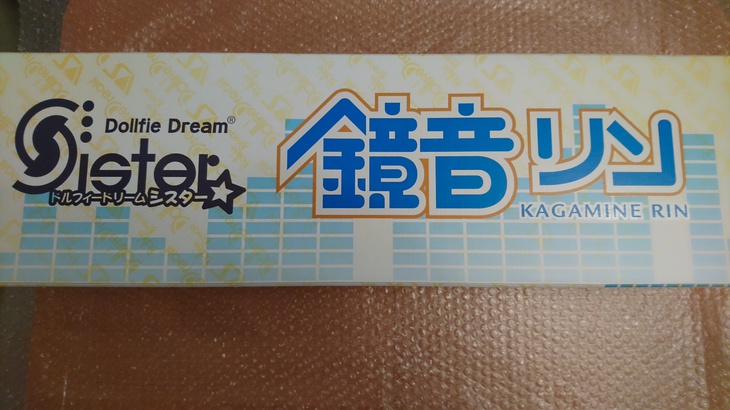 Dollfie Dream®
Sister
ドルフィードリームシスター☆
鏡音リン
KAGAMINE RIN